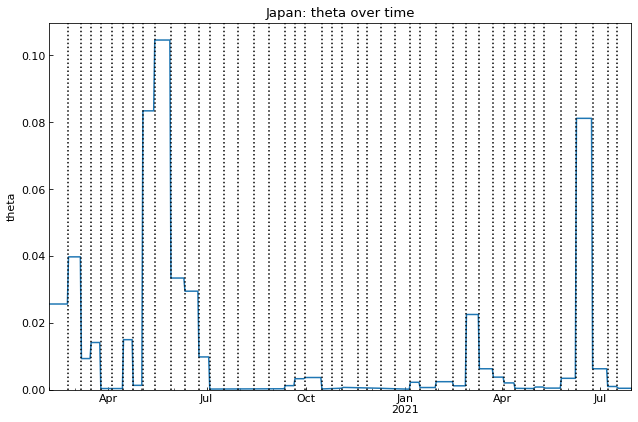 Japan: theta over time
theta
0.10
0.08
0.06
0.04
0.02
0.00
Apr
Jul
Oct
Jan
2021
Apr
Jul